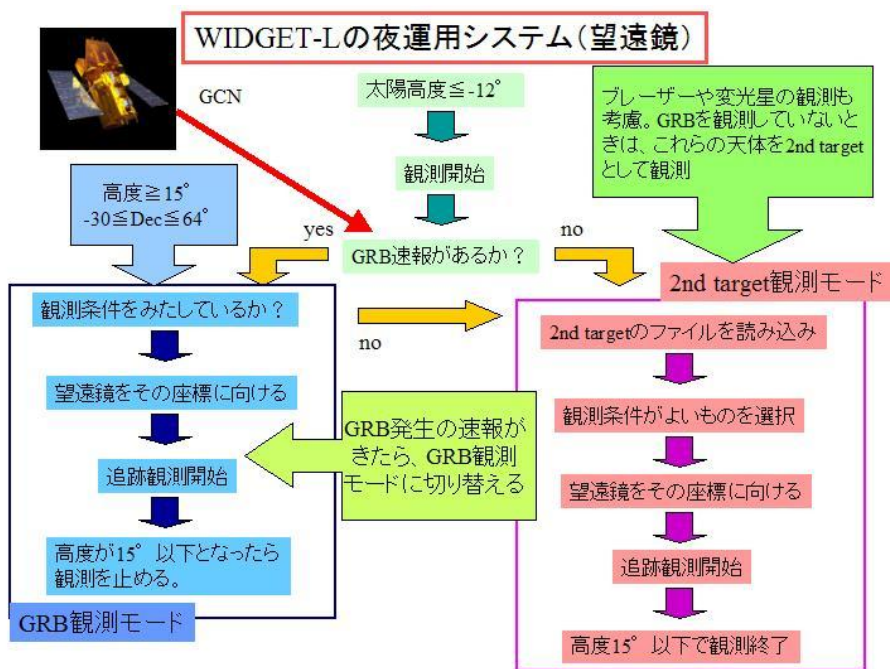 WIDGET-Lの夜運用システム(望遠鏡)
GCN
太陽高度≦-12°
観測開始
GRB速報があるか？
yes
no
ブレーザーや変光星の観測も
考慮。GRBを観測していないと
きは、これらの天体を2nd target
として観測
高度≧15°
-30≦Dec≦64°
観測条件をみたしているか？
no
望遠鏡をその座標に向ける
追跡観測開始
高度が15°以下となったら
観測を止める。
GRB観測モード
GRB発生の速報が
きたら、GRB観測
モードに切り替える
2nd target観測モード
2nd targetのファイルを読み込み
観測条件がよいものを選択
望遠鏡をその座標に向ける
追跡観測開始
高度15°以下で観測終了